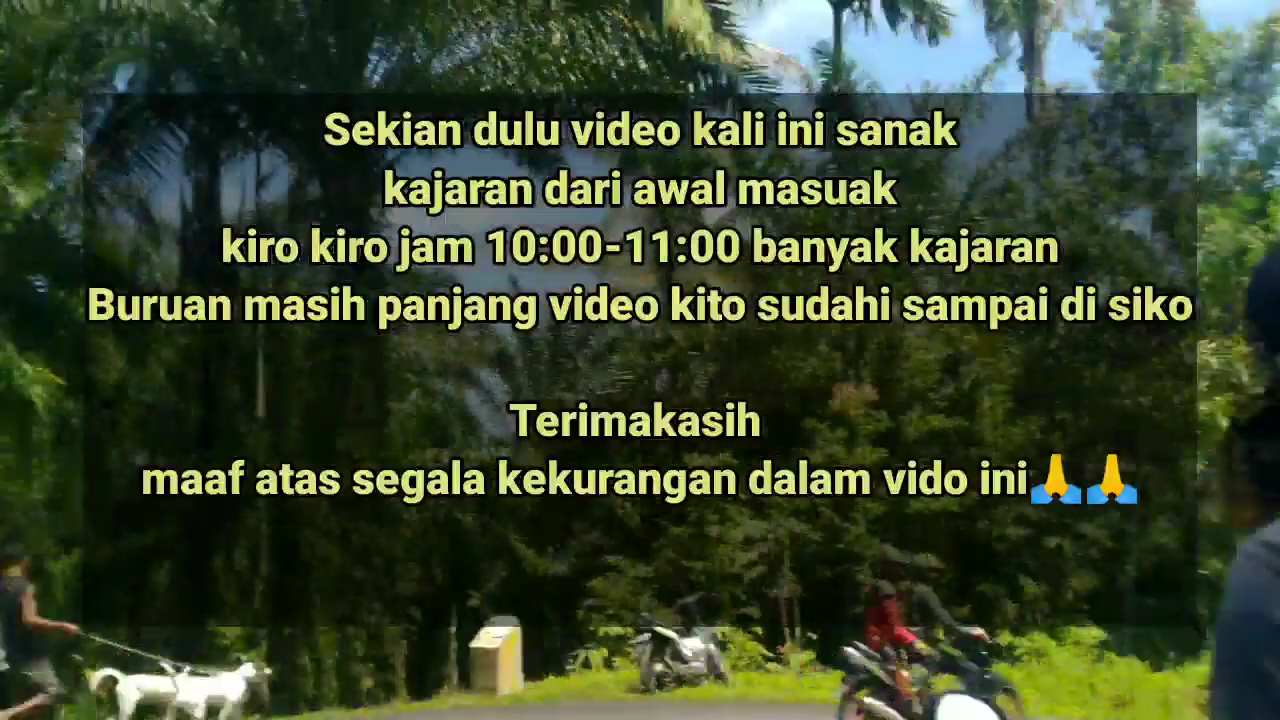 Sekian dulu video kali ini sanak
kajaran dari awal masuak
kiro kiro jam 10:00-11:00 banyak kajaran
Buruan masih panjang video kito sudahi sampai di siko
Terimakasih
maaf atas segala kekurangan dalam vido ini🙏🙏